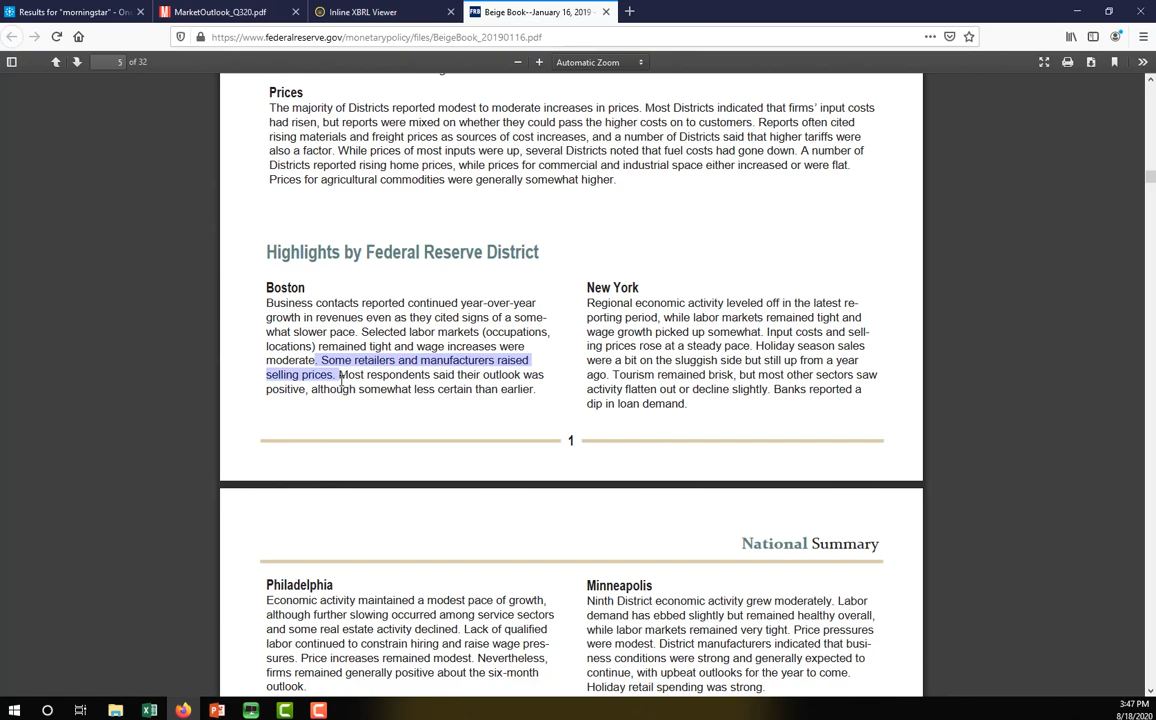 Results for "morningstar" - On
MarketOutlook_Q320.pdf
Inline XBRL Viewer
FRB
Beige Book--January 16, 2019 -
https://www.federalreserve.gov/monetarypolicy/files/BeigeBook_20190116.pdf
5
of 32
Automatic Zoom
Prices
The majority of Districts reported modest to moderate increases in prices. Most Districts indicated that firms' input costs
had risen, but reports were mixed on whether they could pass the higher costs on to customers. Reports often cited
rising materials and freight prices as sources of cost increases, and a number of Districts said that higher tariffs were
also a factor. While prices of most inputs were up, several Districts noted that fuel costs had gone down. A number of
Districts reported rising home prices, while prices for commercial and industrial space either increased or were flat.
Prices for agricultural commodities were generally somewhat higher.
Highlights by Federal Reserve District
Boston
Business contacts reported continued year-over-year
growth in revenues even as they cited signs of a some-
what slower pace. Selected labor markets (occupations,
locations) remained tight and wage increases were
moderate. Some retailers and manufacturers raised
selling prices. Most respondents said their outlook was
positive, although somewhat less certain than earlier.
New York
Regional economic activity leveled off in the latest re-
porting period, while labor markets remained tight and
wage growth picked up somewhat. Input costs and sell-
ing prices rose at a steady pace. Holiday season sales
were a bit on the sluggish side but still up from a year
ago. Tourism remained brisk, but most other sectors saw
activity flatten out or decline slightly. Banks reported a
dip in loan demand.
1
National Summary
Philadelphia
Economic activity maintained a modest pace of growth,
although further slowing occurred among service sectors
and some real estate activity declined. Lack of qualified
labor continued to constrain hiring and raise wage pres-
sures. Price increases remained modest. Nevertheless,
firms remained generally positive about the six-month
outlook.
Minneapolis
Ninth District economic activity grew moderately. Labor
demand has ebbed slightly but remained healthy overall,
while labor markets remained very tight. Price pressures
were modest. District manufacturers indicated that busi-
ness conditions were strong and generally expected to
continue, with upbeat outlooks for the year to come.
Holiday retail spending was strong.
3:47 PM
8/18/2020